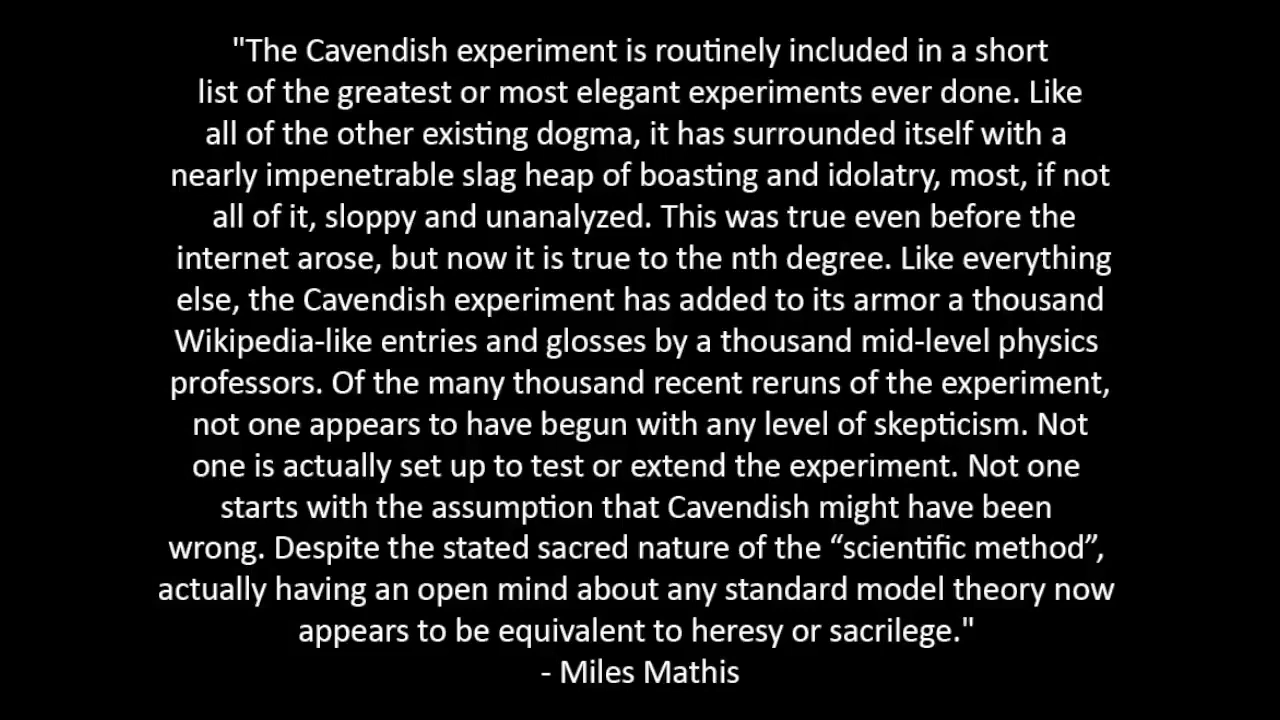 "The Cavendish experiment is routinely included in a short
list of the greatest or most elegant experiments ever done. Like
all of the other existing dogma, it has surrounded itself with a
nearly impenetrable slag heap of boasting and idolatry, most, if not
all of it, sloppy and unanalyzed. This was true even before the
internet arose, but now it is true to the nth degree. Like everything
else, the Cavendish experiment has added to its armor a thousand
Wikipedia-like entries and glosses by a thousand mid-level physics
professors. Of the many thousand recent reruns of the experiment,
not one appears to have begun with any level of skepticism. Not
one is actually set up to test or extend the experiment. Not one
starts with the assumption that Cavendish might have been
wrong. Despite the stated sacred nature of the “scientific method”,
actually having an open mind about any standard model theory now
appears to be equivalent to heresy or sacrilege."
- Miles Mathis